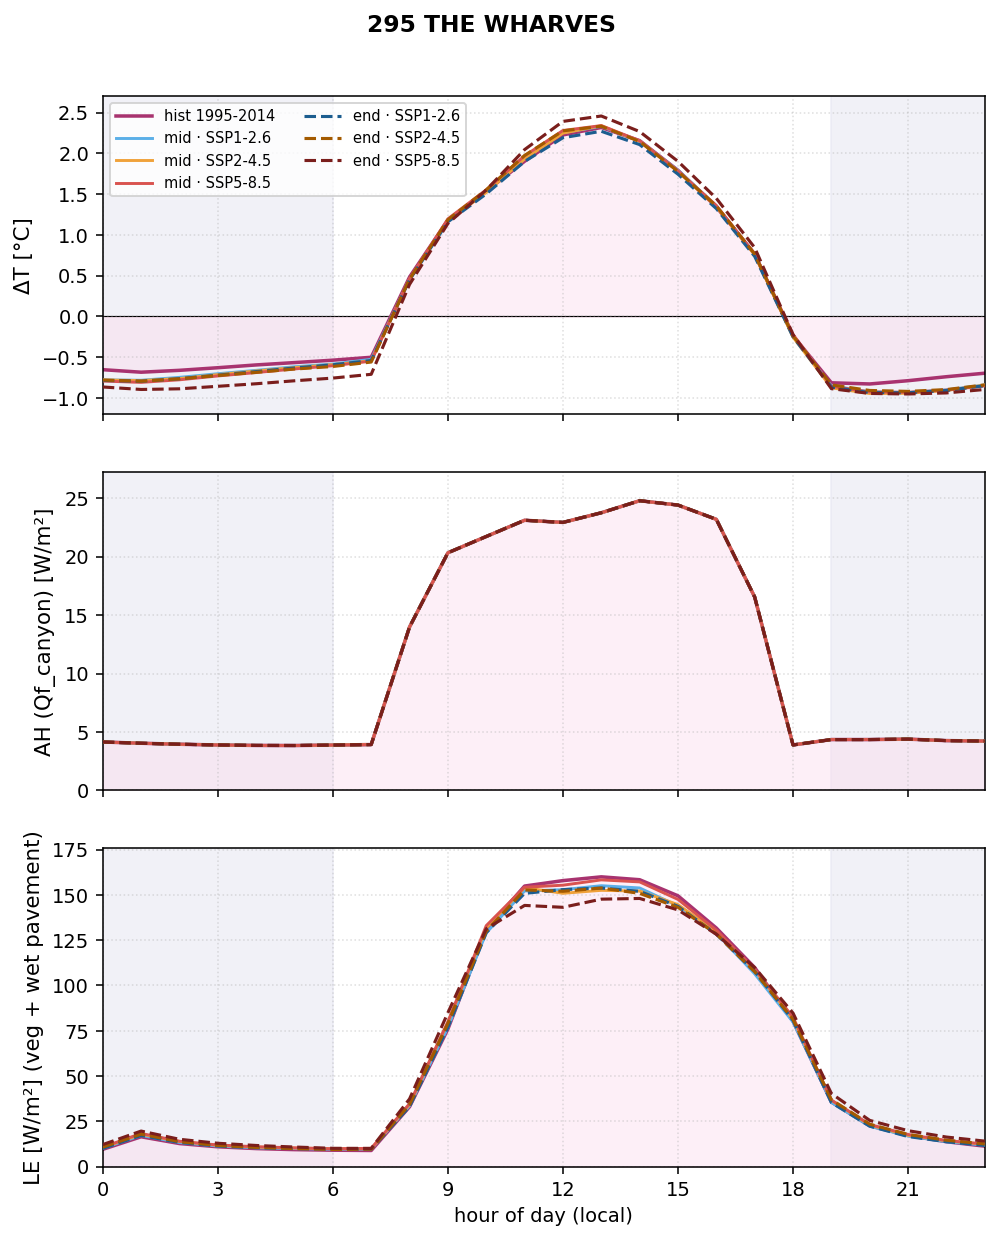 295 THE WHARVES
hist 1995-2014
mid · SSP1-2.6
mid · SSP2-4.5
mid · SSP5-8.5
end · SSP1-2.6
end · SSP2-4.5
end · SSP5-8.5
ΔT [°C]
2.5
2.0
1.5
1.0
0.5
0.0
−0.5
−1.0
AH (Qf_canyon) [W/m²]
25
20
15
10
5
0
LE [W/m²] (veg + wet pavement)
175
150
125
100
75
50
25
0
0 3 6 9 12 15 18 21
hour of day (local)